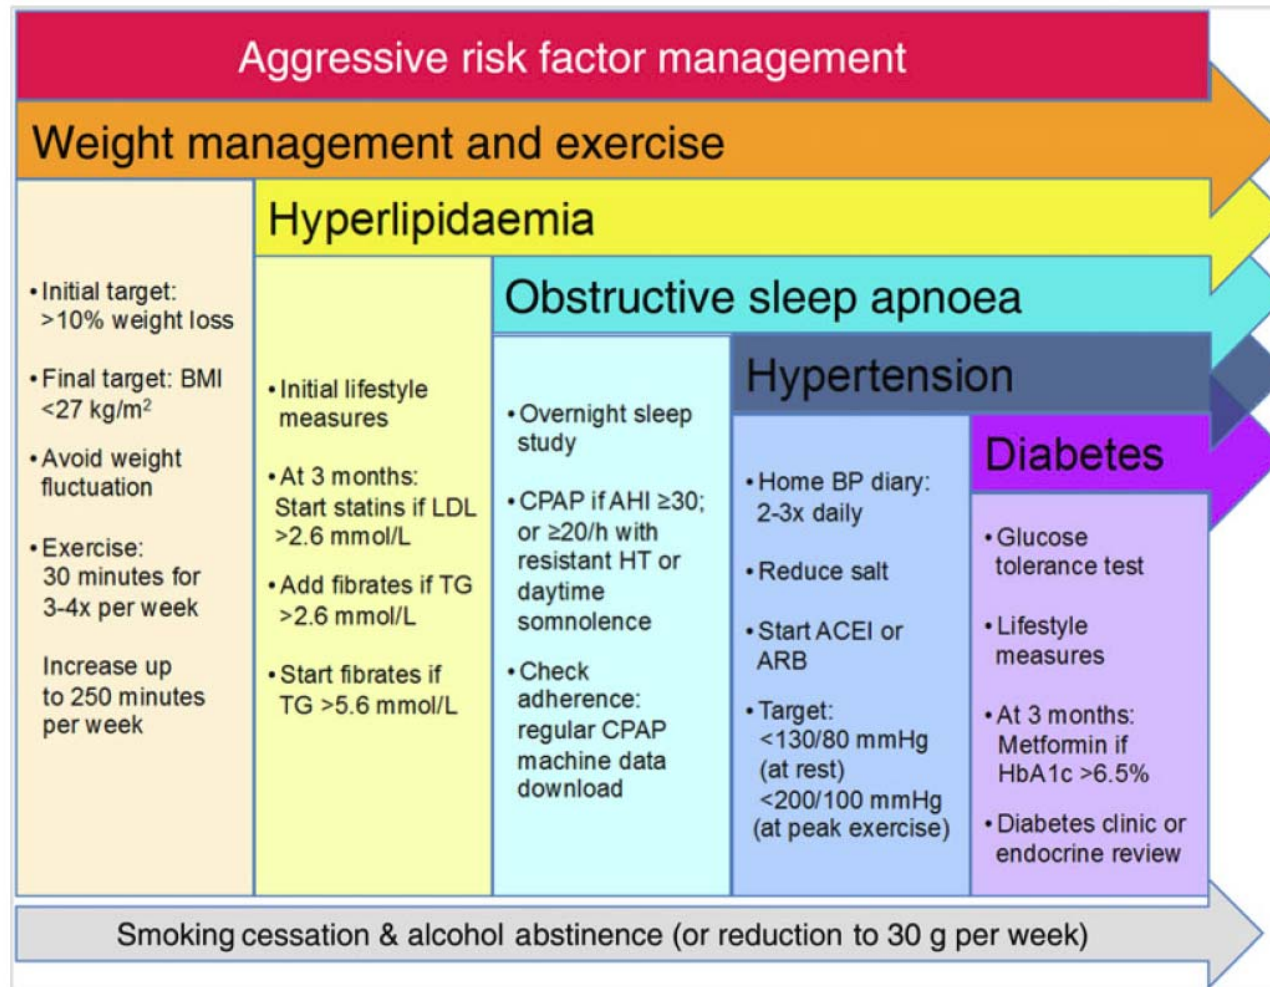 Aggressive risk factor management
Weight management and exercise
• Initial target:
>10% weight loss
• Final target: BMI
<27 kg/m²
• Avoid weight
fluctuation
• Exercise:
30 minutes for
3-4x per week
Increase up
to 250 minutes
per week
Hyperlipidaemia
• Initial lifestyle
measures
• At 3 months:
Start statins if LDL
>2.6 mmol/L
• Add fibrates if TG
>2.6 mmol/L
• Start fibrates if
TG >5.6 mmol/L
Obstructive sleep apnoea
• Overnight sleep
study
• CPAP if AHI ≥30;
or ≥20/h with
resistant HT or
daytime
somnolence
• Check
adherence:
regular CPAP
machine data
download
Hypertension
• Home BP diary:
2-3x daily
• Reduce salt
• Start ACEI or
ARB
• Target:
<130/80 mmHg
(at rest)
<200/100 mmHg
(at peak exercise)
Diabetes
• Glucose
tolerance test
• Lifestyle
measures
• At 3 months:
Metformin if
HbA1c >6.5%
• Diabetes clinic or
endocrine review
Smoking cessation & alcohol abstinence (or reduction to 30 g per week)